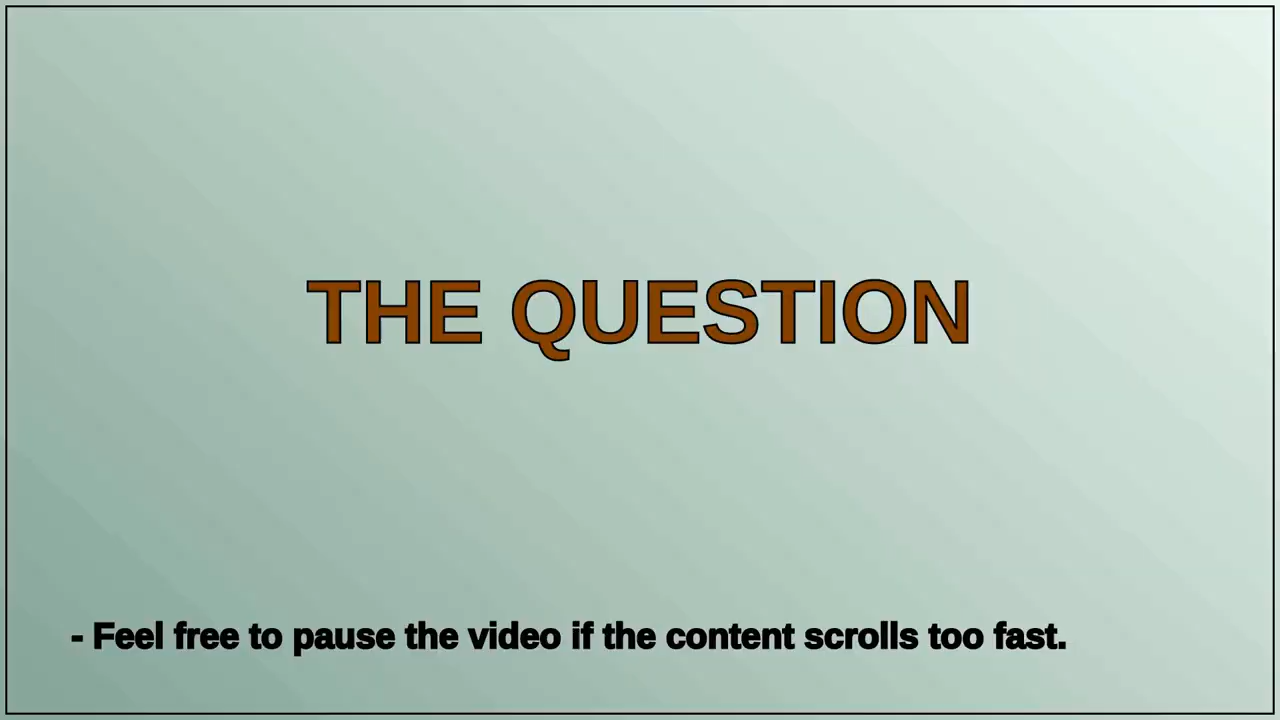 THE QUESTION
- Feel free to pause the video if the content scrolls too fast.